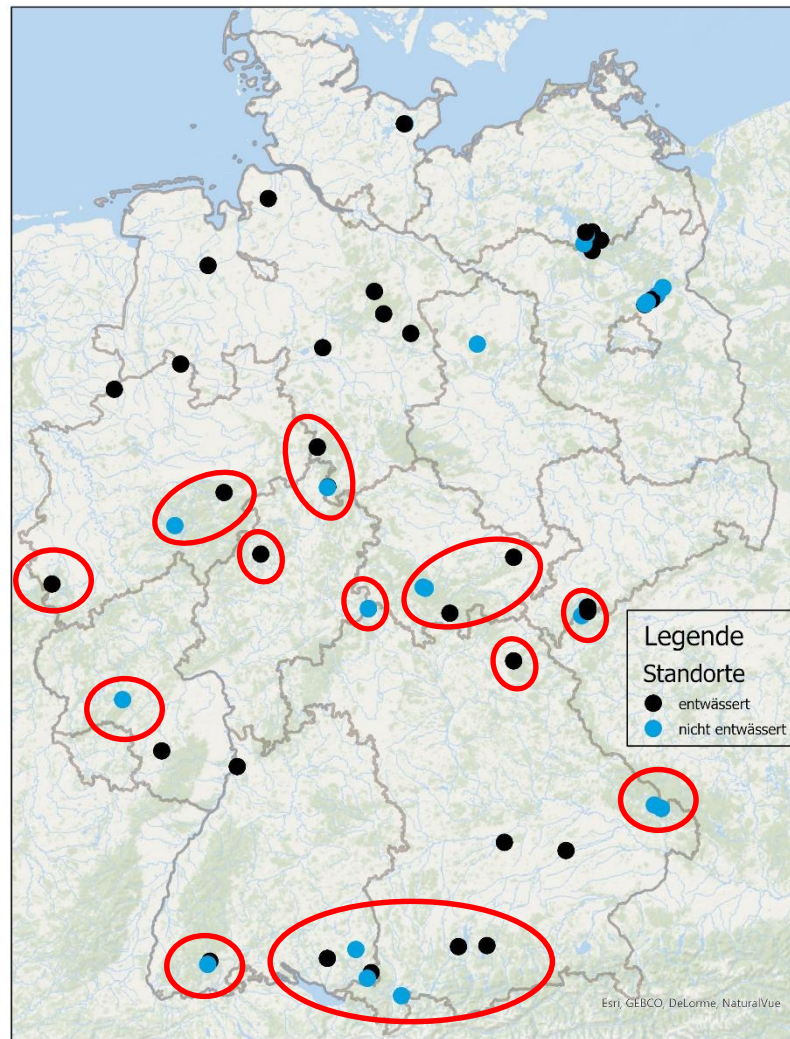 Legende
Standorte
entwässert
nicht entwässert
Esri, GEBCO, DeLorme, NaturalVue